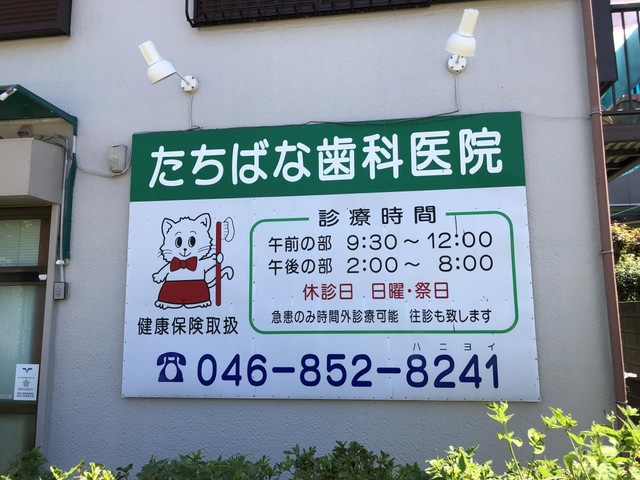 たちばな歯科医院
診療時間
午前の部 9:30～12:00
午後の部 2:00～ 8:00
休診日 日曜・祭日
急患のみ時間外診療可能 往診も致します
健康保険取扱
ハニヨイ
☎046-852-8241